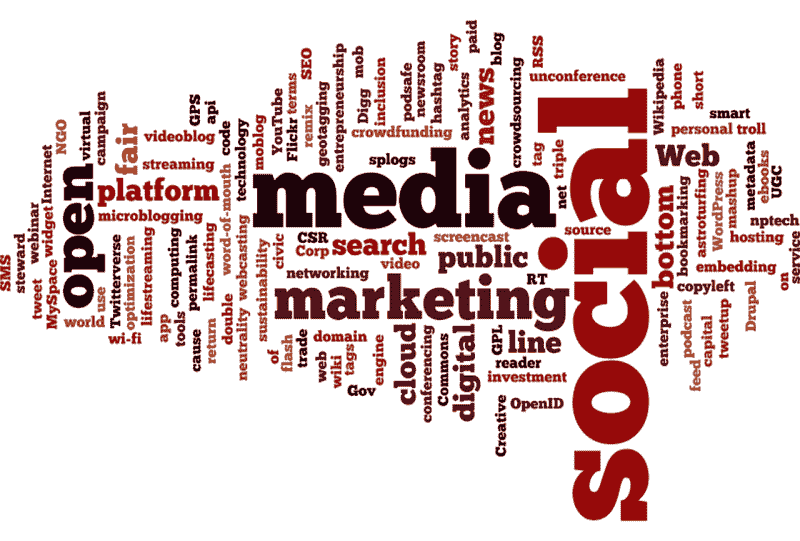 SMS
steward
tweet
webinar
MySpace
widget
Internet
NGO
world
open
virtual
use
campaign
Twitterverse
wi-fi
fair
optimization
videoblog
streaming
platform
microblogging
lifestreaming
app
tools
computing
cause
permalink
GPS
api
return
lifecasting
word-of-mouth
code
double
technology
neutrality
webcasting
moblog
sustainability
YouTube
civic
of
Flickr
terms
flash
SEO
remix
trade
geotagging
entrepreneurship
mob
Digg
inclusion
crowdfunding
splogs
media
CSR
Corp
search
video
screencast
networking
public
marketing
RT
web
domain
wiki
tags
Gov
engine
cloud
conferencing
Commons
digital
GPL
line
reader
investment
Creative
OpenID
podsafe
newsroom
hashtag
analytics
story
paid
news
blog
crowdsourcing
RSS
tag
unconference
triple
net
source
social
Wikipedia
phone
short
smart
personal troll
Web
bottom
bookmarking
astroturfing
WordPress
mashup
metadata
ebooks
UGC
nptech
hosting
embedding
on
service
copyleft
enterprise
podcast
feed
capital
tweetup
Drupal